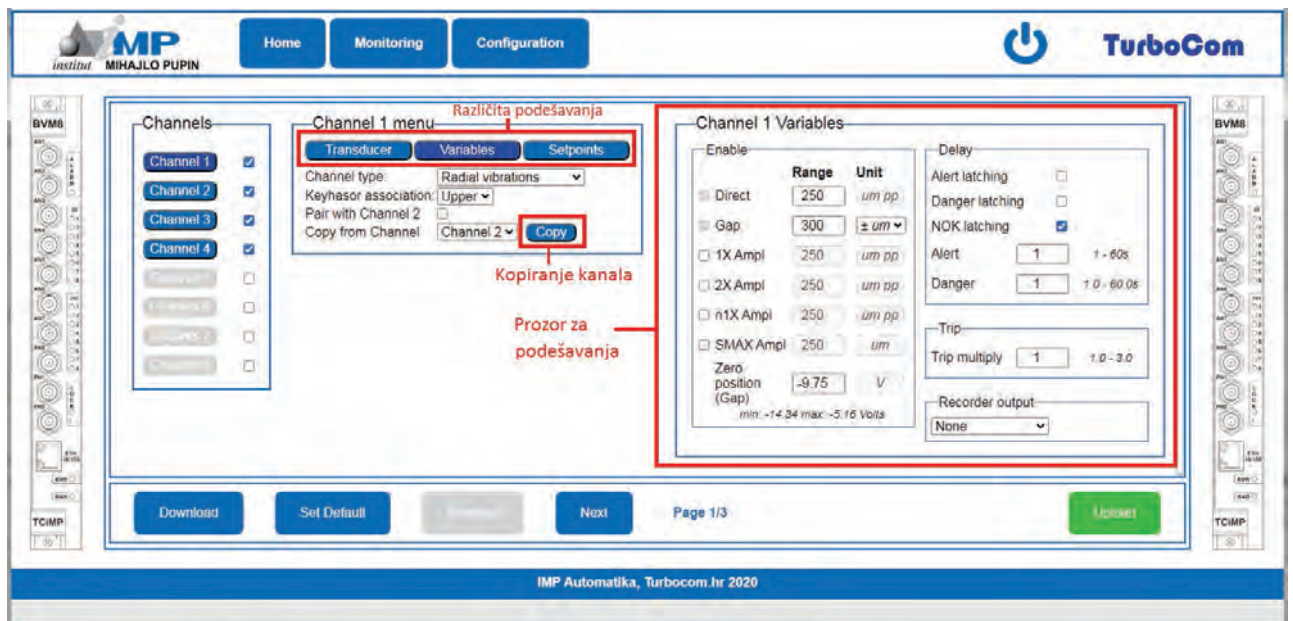 iMP
institut MIHAJLO PUPIN
Home
Monitoring
Configuration
TurboCom
BVM8
Channels
Channel 1
Channel 2
Channel 3
Channel 4
Različita podešavanja
Channel 1 menu
Transducer
Variables
Setpoints
Channel type: Radial vibrations
Keyhasor association: Upper
Pair with Channel 2
Copy from Channel Channel 2 Copy
Kopiranje kanala
Prozor za
podešavanja
Channel 1 Variables
Enable
Range Unit
Direct 250 um pp
Gap 300 ± um
1X Ampl 250 um pp
2X Ampl 250 um pp
n1X Ampl 250 um pp
SMAX Ampl 250 um
Zero
position
(Gap) -9.75 V
min: -14.34 max: -5.16 Volts
Delay
Alert latching
Danger latching
NOK latching
Alert 1 1 - 60s
Danger 1 1.0 - 60.0s
Trip
Trip multiply 1 1.0 - 3.0
Recorder output
None
BVM8
TCiMP
Download
Set Default
Next
Page 1/3
Upload
TCiMP
IMP Automatika, Turbocom.hr 2020